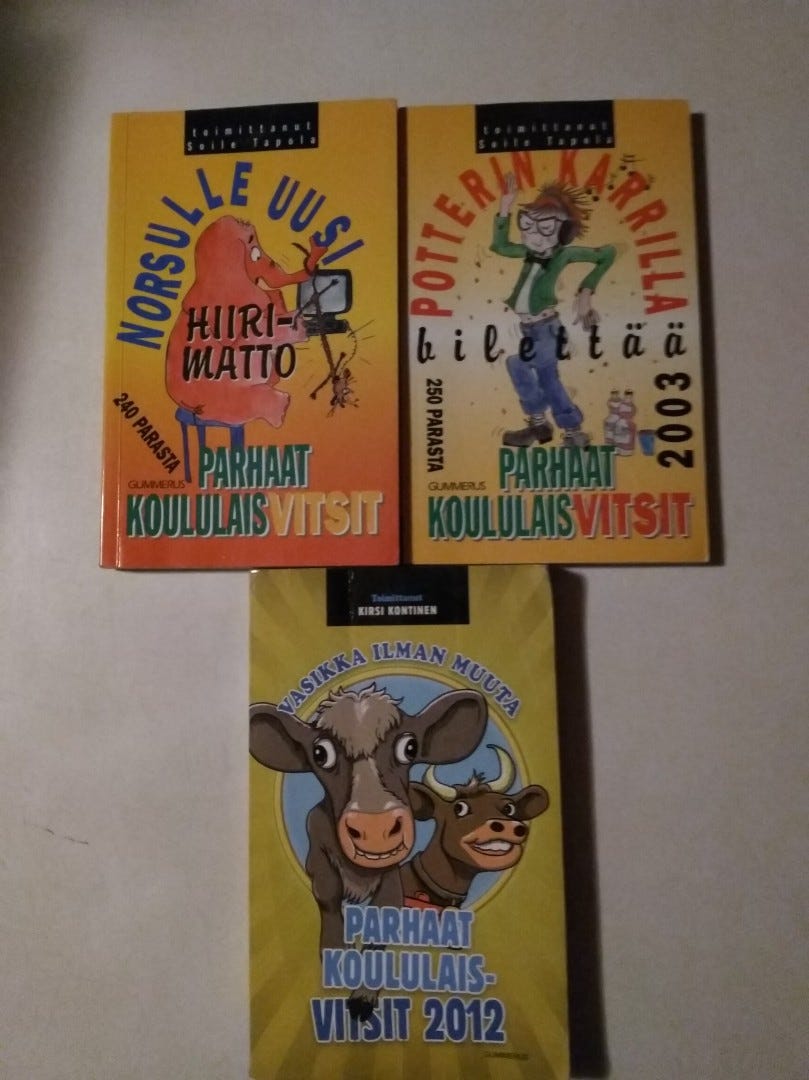 toimittanut
Soile Tapola
NORSULLE UUSI
HIIRI-
MATTO
240 PARASTA
GUMMERUS
PARHAAT
KOULULAISVITSIT
toimittanut
Soile Tapola
POTTERIN KARRILLA
bilettää
250 PARASTA
2003
GUMMERUS
PARHAAT
KOULULAISVITSIT
Toimittanut
KIRSI KONTINEN
VASIKKA ILMAN MUUTA
PARHAAT
KOULULAIS-
VITSIT 2012
GUMMERUS